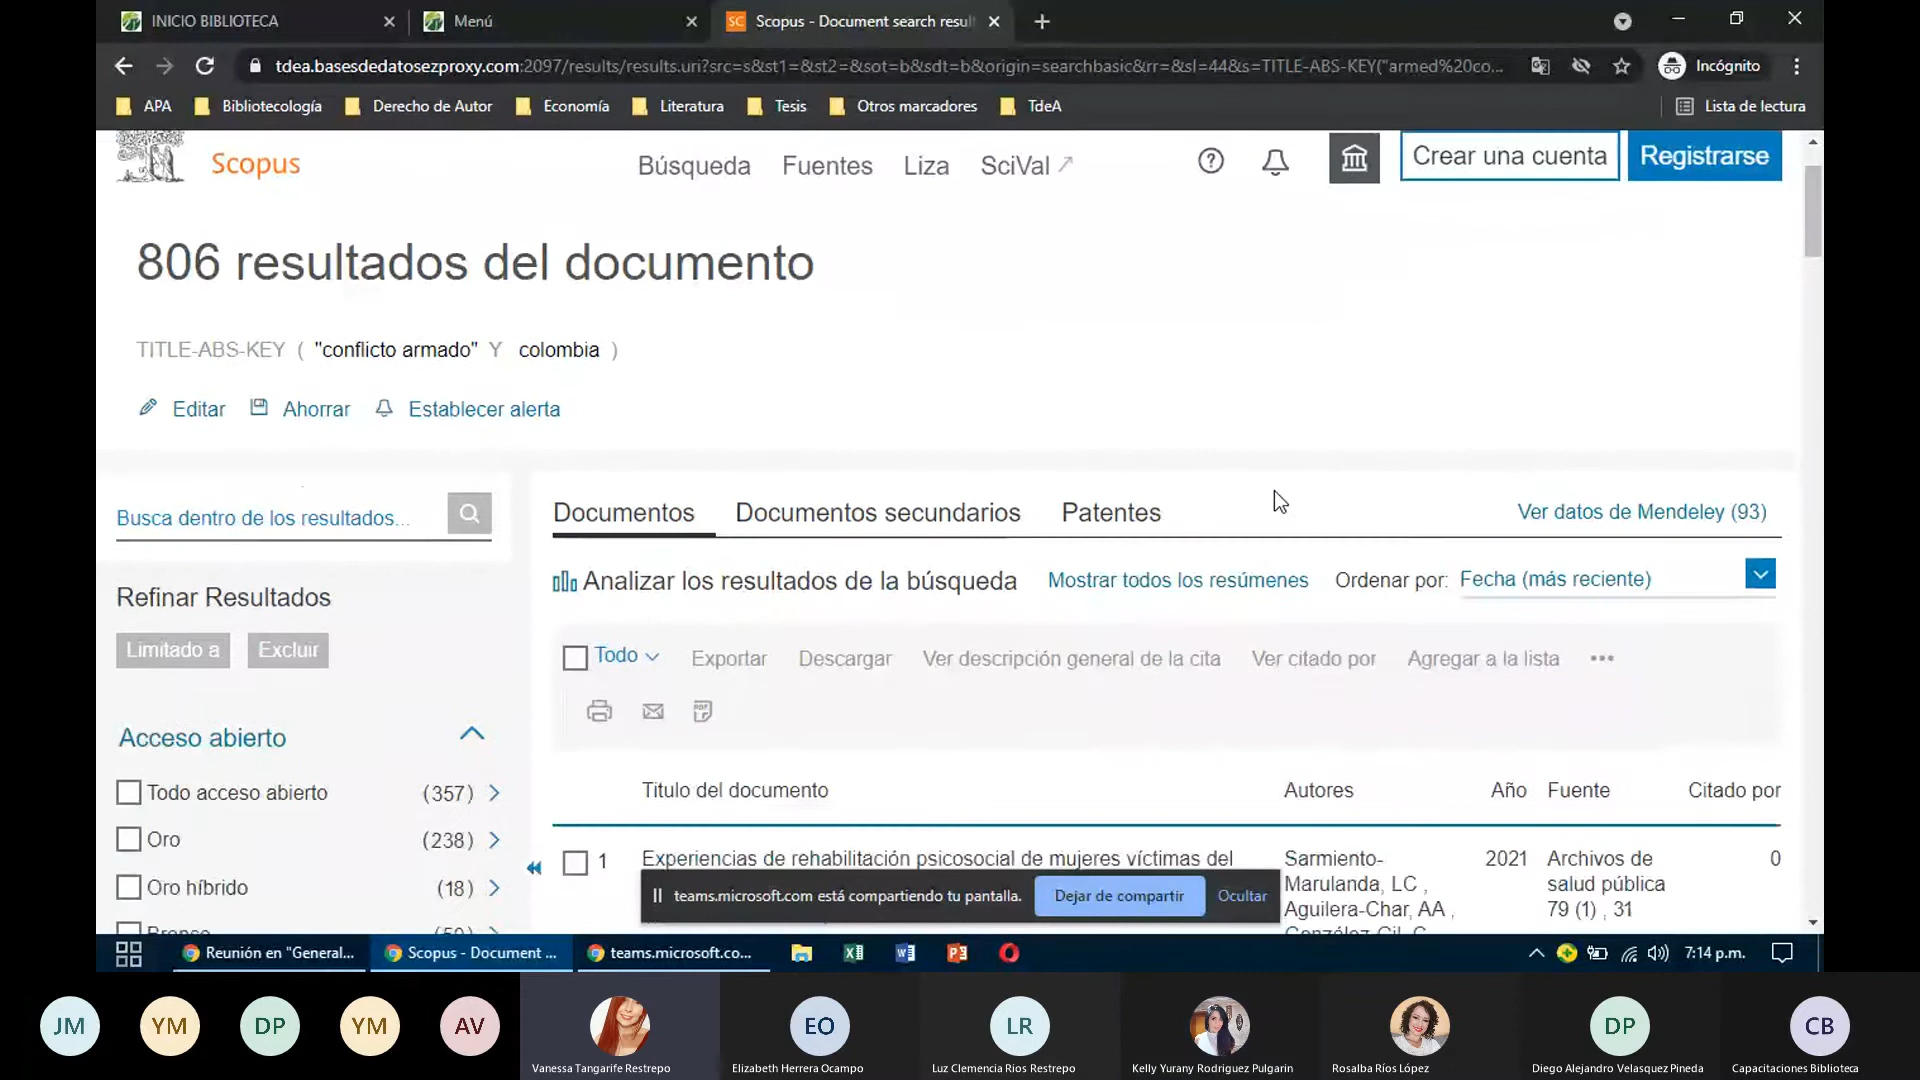 INICIO BIBLIOTECA
Menú
SC Scopus - Document search resul
tdea.basesdedatosezproxy.com:2097/results/results.uri?src=s&st1=&st2=&sot=b&sdt=b&origin=searchbasic&rr=&sl=44&s=TITLE-ABS-KEY("armed%20co...
Incógnito
APA
Bibliotecología
Derecho de Autor
Economía
Literatura
Tesis
Otros marcadores
TdeA
Lista de lectura
Scopus
Búsqueda
Fuentes
Liza
SciVal
Crear una cuenta
Registrarse
806 resultados del documento
TITLE-ABS-KEY ( "conflicto armado" Y colombia )
Editar
Ahorrar
Establecer alerta
Busca dentro de los resultados...
Documentos
Documentos secundarios
Patentes
Ver datos de Mendeley (93)
Analizar los resultados de la búsqueda
Mostrar todos los resúmenes
Ordenar por: Fecha (más reciente)
Refinar Resultados
Limitado a
Excluir
Todo
Exportar
Descargar
Ver descripción general de la cita
Ver citado por
Agregar a la lista
•••
PDF
Acceso abierto
Todo acceso abierto (357)
Oro (238)
Oro híbrido (18)
Titulo del documento
Autores
Año
Fuente
Citado por
1
Experiencias de rehabilitación psicosocial de mujeres víctimas del
Sarmiento-
Marulanda, LC ,
Aguilera-Char, AA ,
2021
Archivos de
salud pública
79 (1) , 31
0
teams.microsoft.com está compartiendo tu pantalla.
Dejar de compartir
Ocultar
Reunión en "General...
Scopus - Document ...
teams.microsoft.co...
7:14 p.m.
JM
YM
DP
YM
AV
Vanessa Tangarife Restrepo
EO
Elizabeth Herrera Ocampo
LR
Luz Clemencia Rios Restrepo
Kelly Yurany Rodriguez Pulgarin
Rosalba Ríos López
DP
Diego Alejandro Velasquez Pineda
CB
Capacitaciones Biblioteca